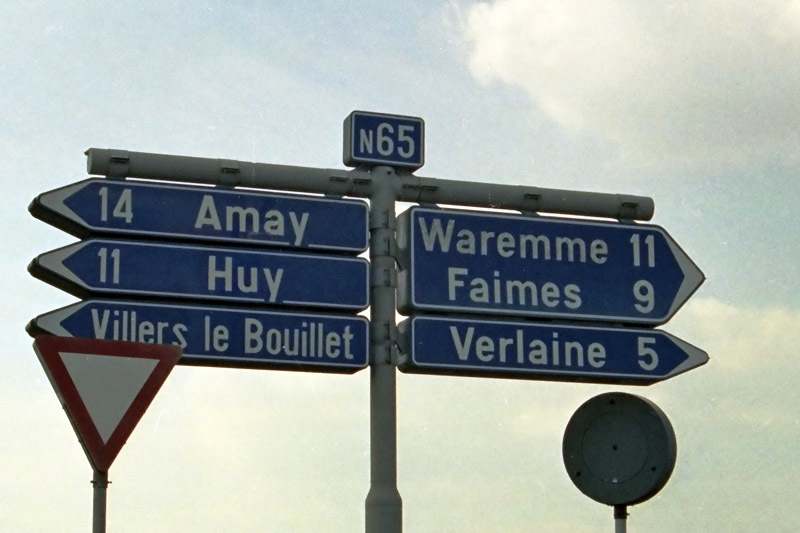 N65
14 Amay
11 Huy
Villers le Bouillet
Waremme 11
Faimes 9
Verlaine 5